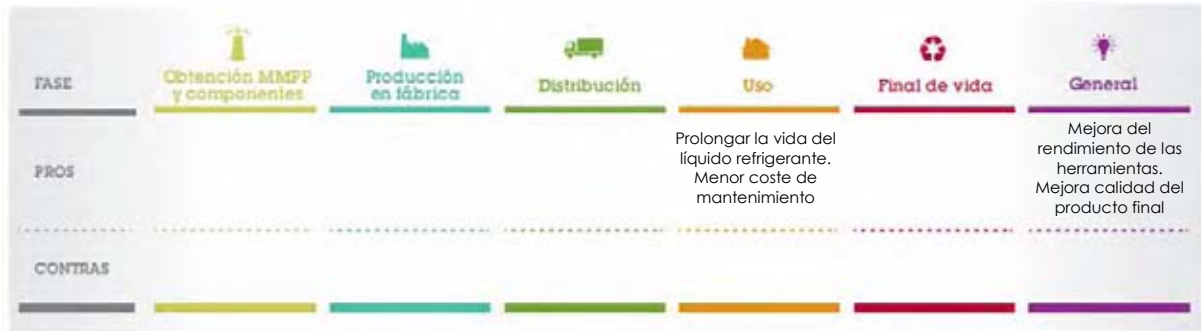 FASE
Obtención MMPP
y componentes
Producción
en fábrica
Distribución
Uso
Final de vida
General
PROS
Prolongar la vida del
líquido refrigerante.
Menor coste de
mantenimiento
Mejora del
rendimiento de las
herramientas.
Mejora calidad del
producto final
CONTRAS